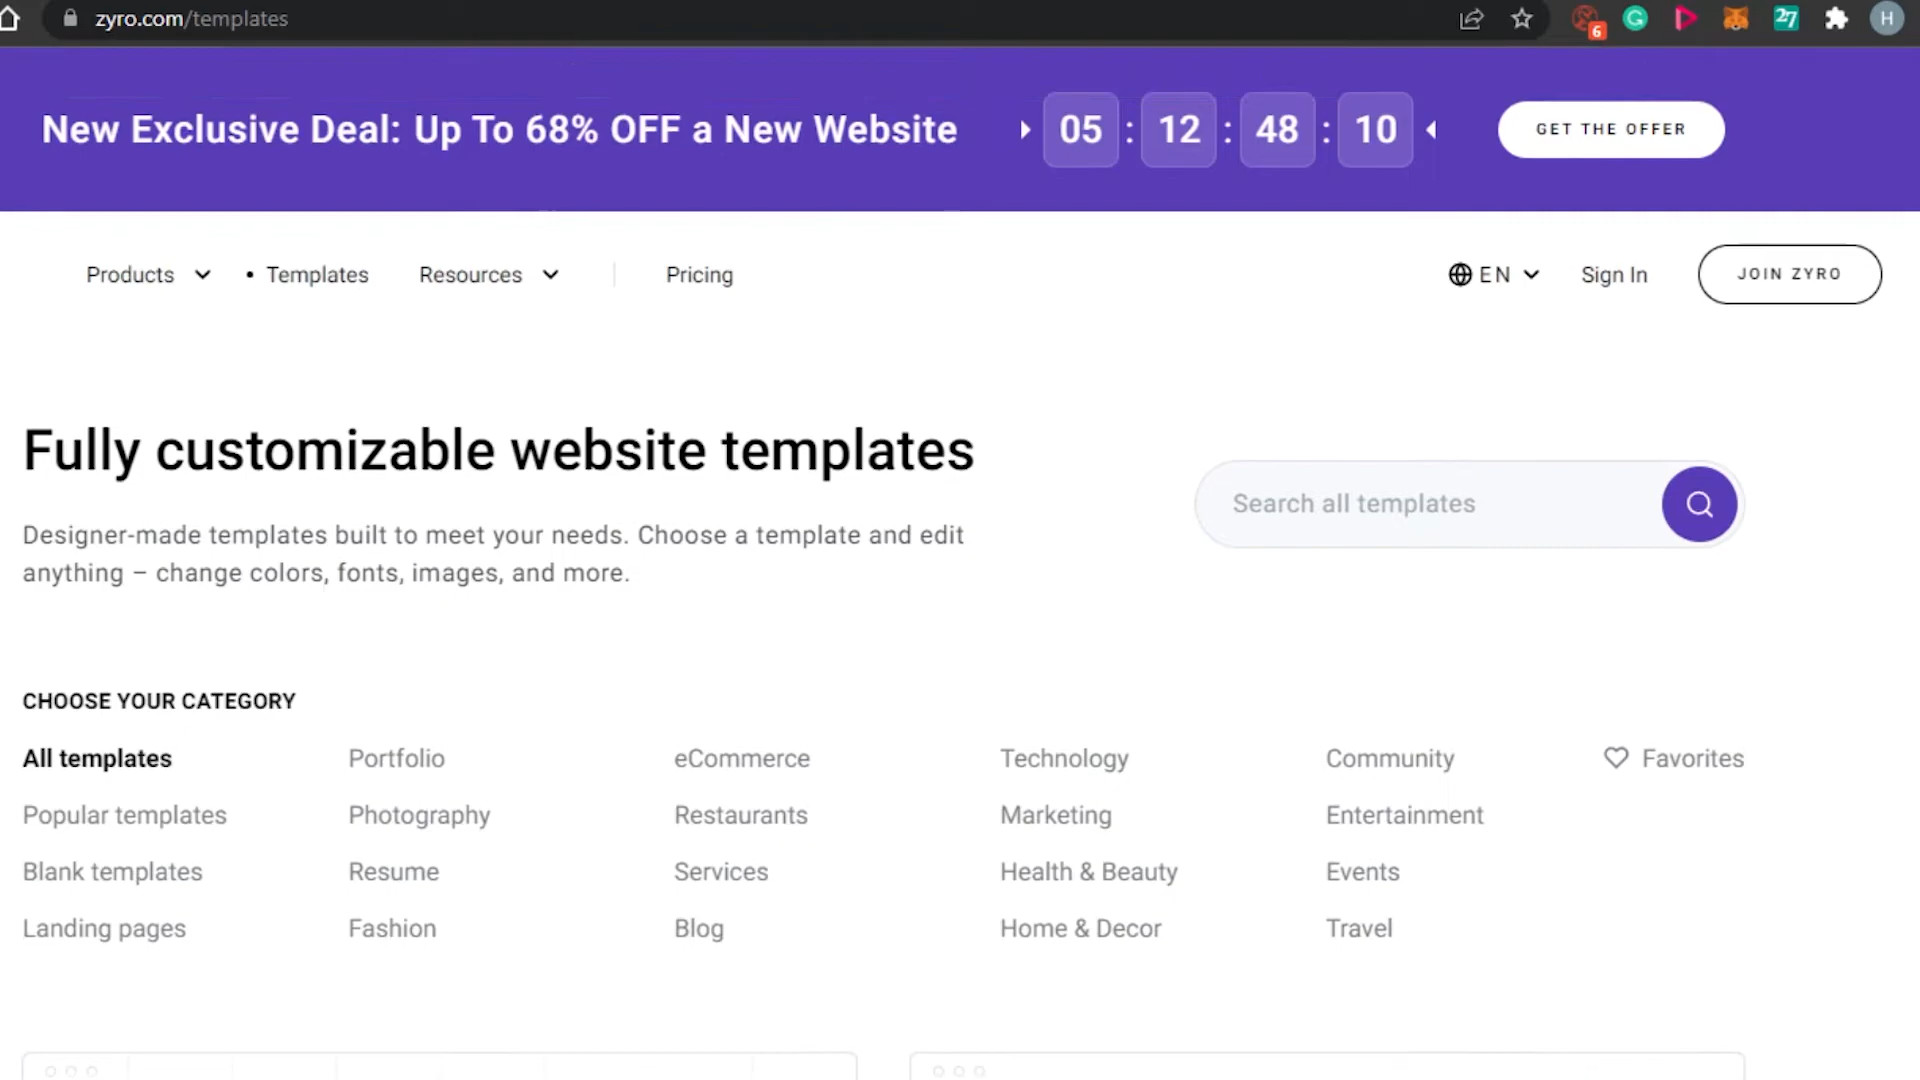 zyro.com/templates
6
G
27
H
New Exclusive Deal: Up To 68% OFF a New Website
05 : 12 : 48 : 10
GET THE OFFER
Products
Templates
Resources
Pricing
EN
Sign In
JOIN ZYRO
Fully customizable website templates
Search all templates
Designer-made templates built to meet your needs. Choose a template and edit
anything – change colors, fonts, images, and more.
CHOOSE YOUR CATEGORY
All templates Portfolio eCommerce Technology Community Favorites
Popular templates Photography Restaurants Marketing Entertainment
Blank templates Resume Services Health & Beauty Events
Landing pages Fashion Blog Home & Decor Travel